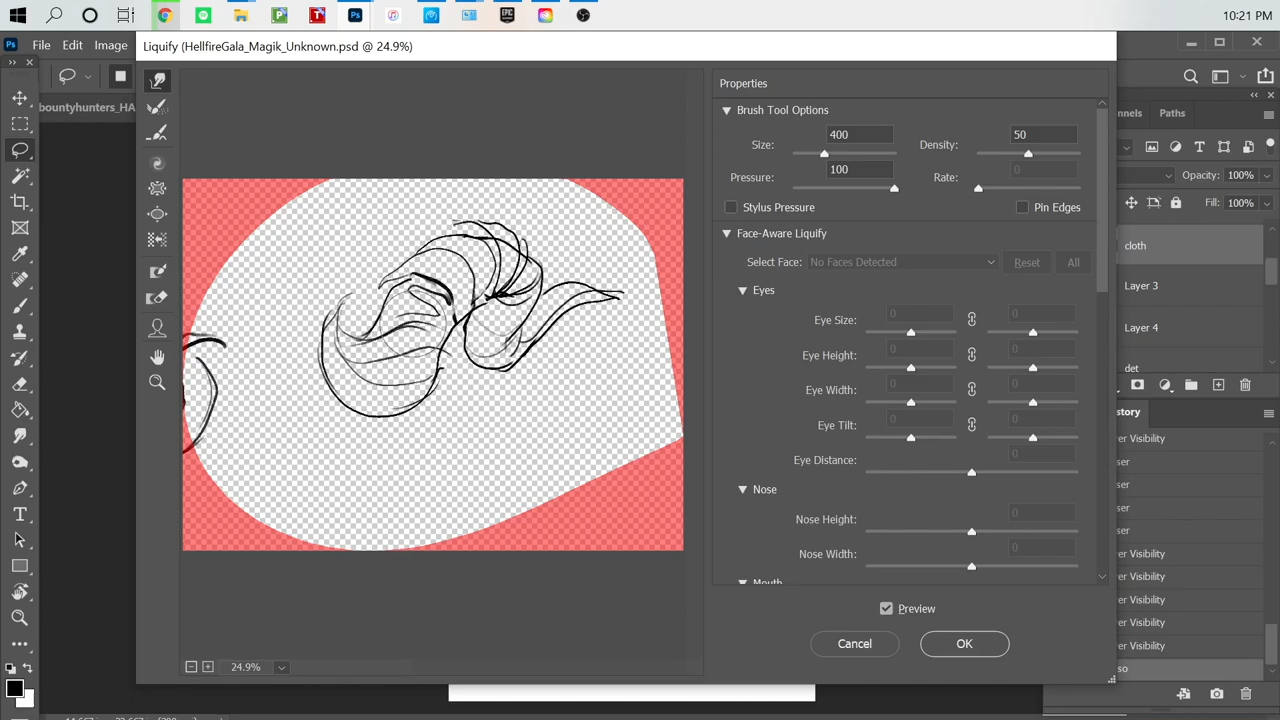 10:21 PM
Ps File Edit Image
Liquify (HellfireGala_Magik_Unknown.psd @ 24.9%)
bountyhunters_HA
Properties
Brush Tool Options
Size: 400 Density: 50
Pressure: 100 Rate: 0
Stylus Pressure Pin Edges
Face-Aware Liquify
Select Face: No Faces Detected Reset All
Eyes
Eye Size: 0 0
Eye Height: 0 0
Eye Width: 0 0
Eye Tilt: 0 0
Eye Distance: 0
Nose
Nose Height: 0
Nose Width: 0
Mouth
Preview
Cancel OK
24.9%
nnels Paths
Opacity: 100%
Fill: 100%
cloth
Layer 3
Layer 4
det
story
er Visibility
ser
ser
ser
ser
er Visibility
er Visibility
er Visibility
er Visibility
er Visibility
so